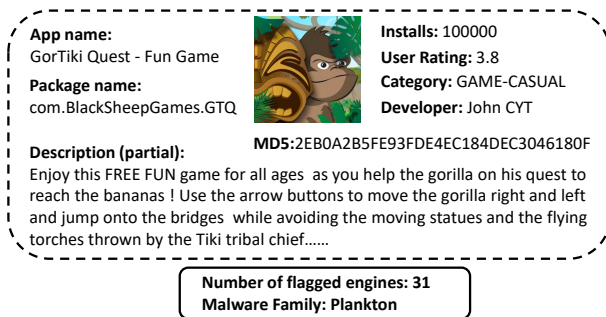 App name:
GorTiki Quest - Fun Game
Package name:
com.BlackSheepGames.GTQ
Installs: 100000
User Rating: 3.8
Category: GAME-CASUAL
Developer: John CYT
MD5:2EB0A2B5FE93FDE4EC184DEC3046180F
Description (partial):
Enjoy this FREE FUN game for all ages as you help the gorilla on his quest to
reach the bananas ! Use the arrow buttons to move the gorilla right and left
and jump onto the bridges while avoiding the moving statues and the flying
torches thrown by the Tiki tribal chief......
Number of flagged engines: 31
Malware Family: Plankton